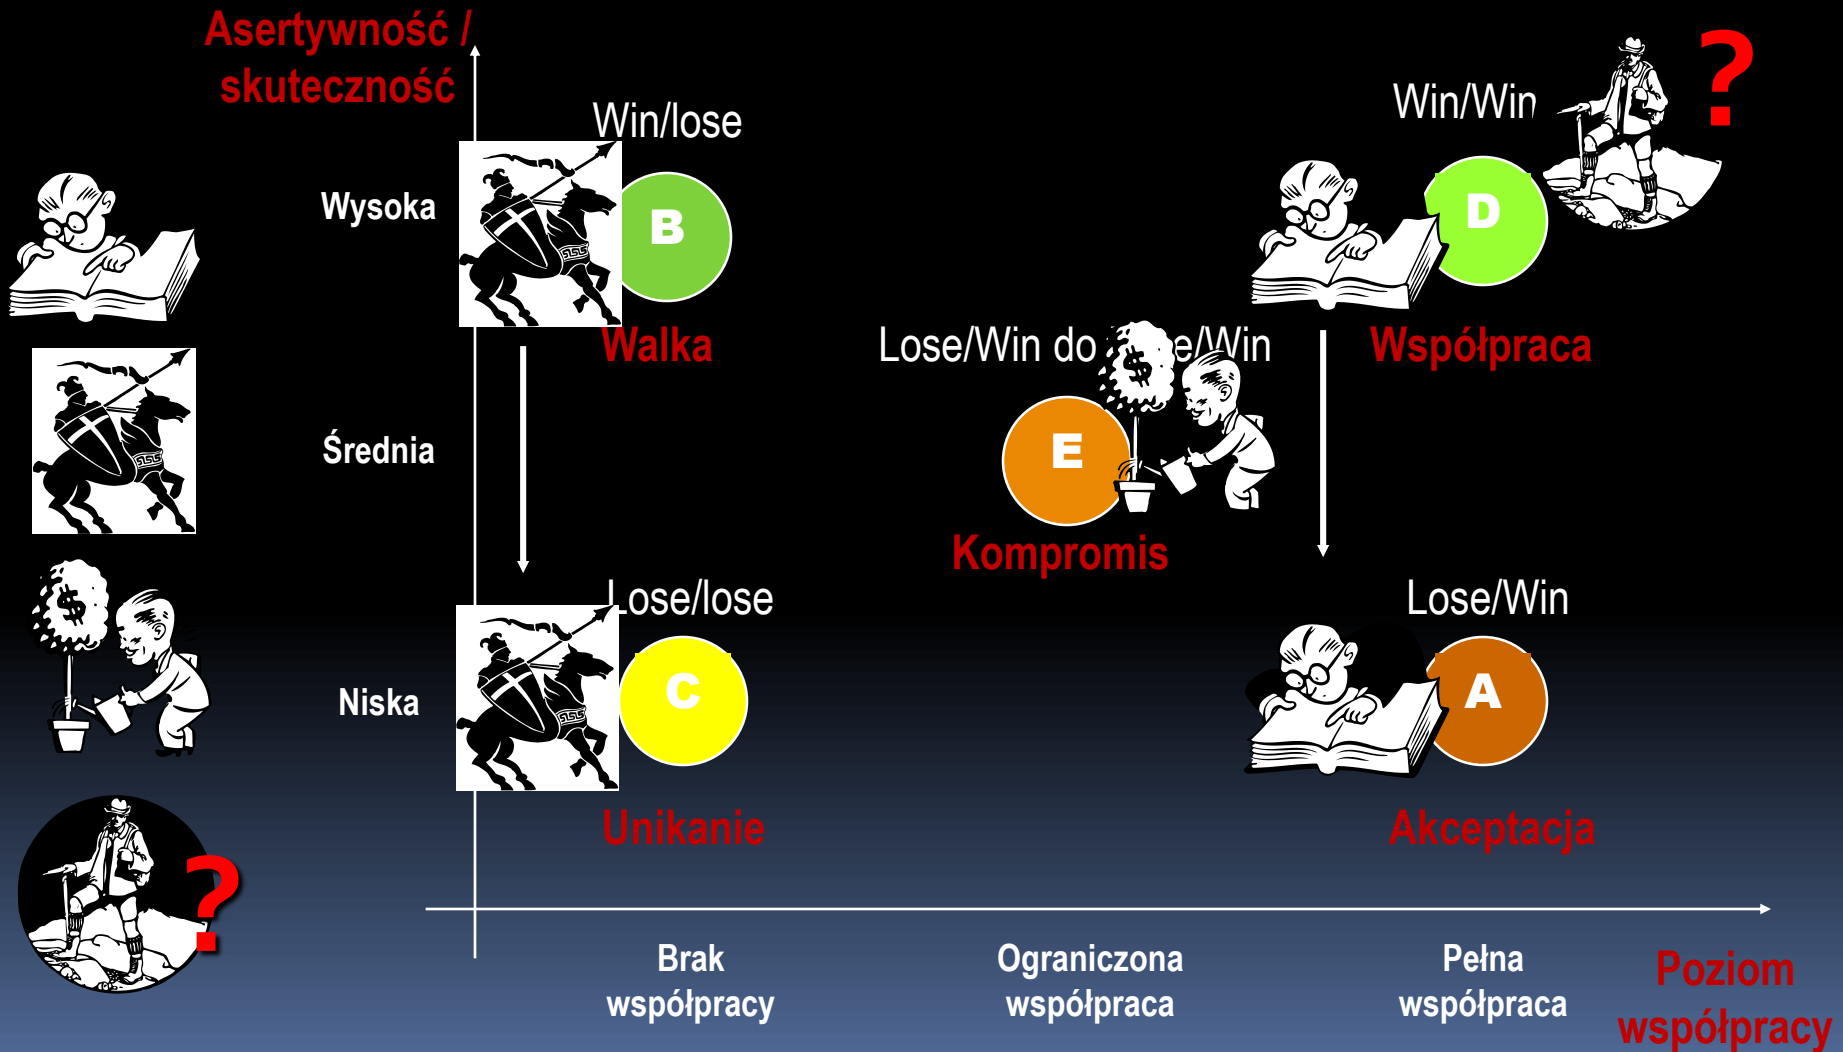 Asertywność /
skuteczność
Win/lose
Win/Win
?
Wysoka
B
D
Walka
Lose/Win do e/Win
Współpraca
$
Średnia
E
Kompromis
Lose/lose
Lose/Win
$
Niska
C
A
Unikanie
Akceptacja
?
Brak
współpracy
Ograniczona
współpraca
Pełna
współpraca
Poziom
współpracy